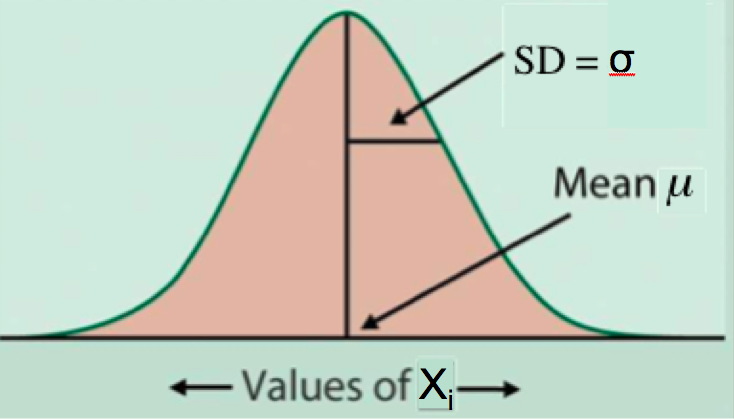 SD = σ
Mean μ
Values of Xi